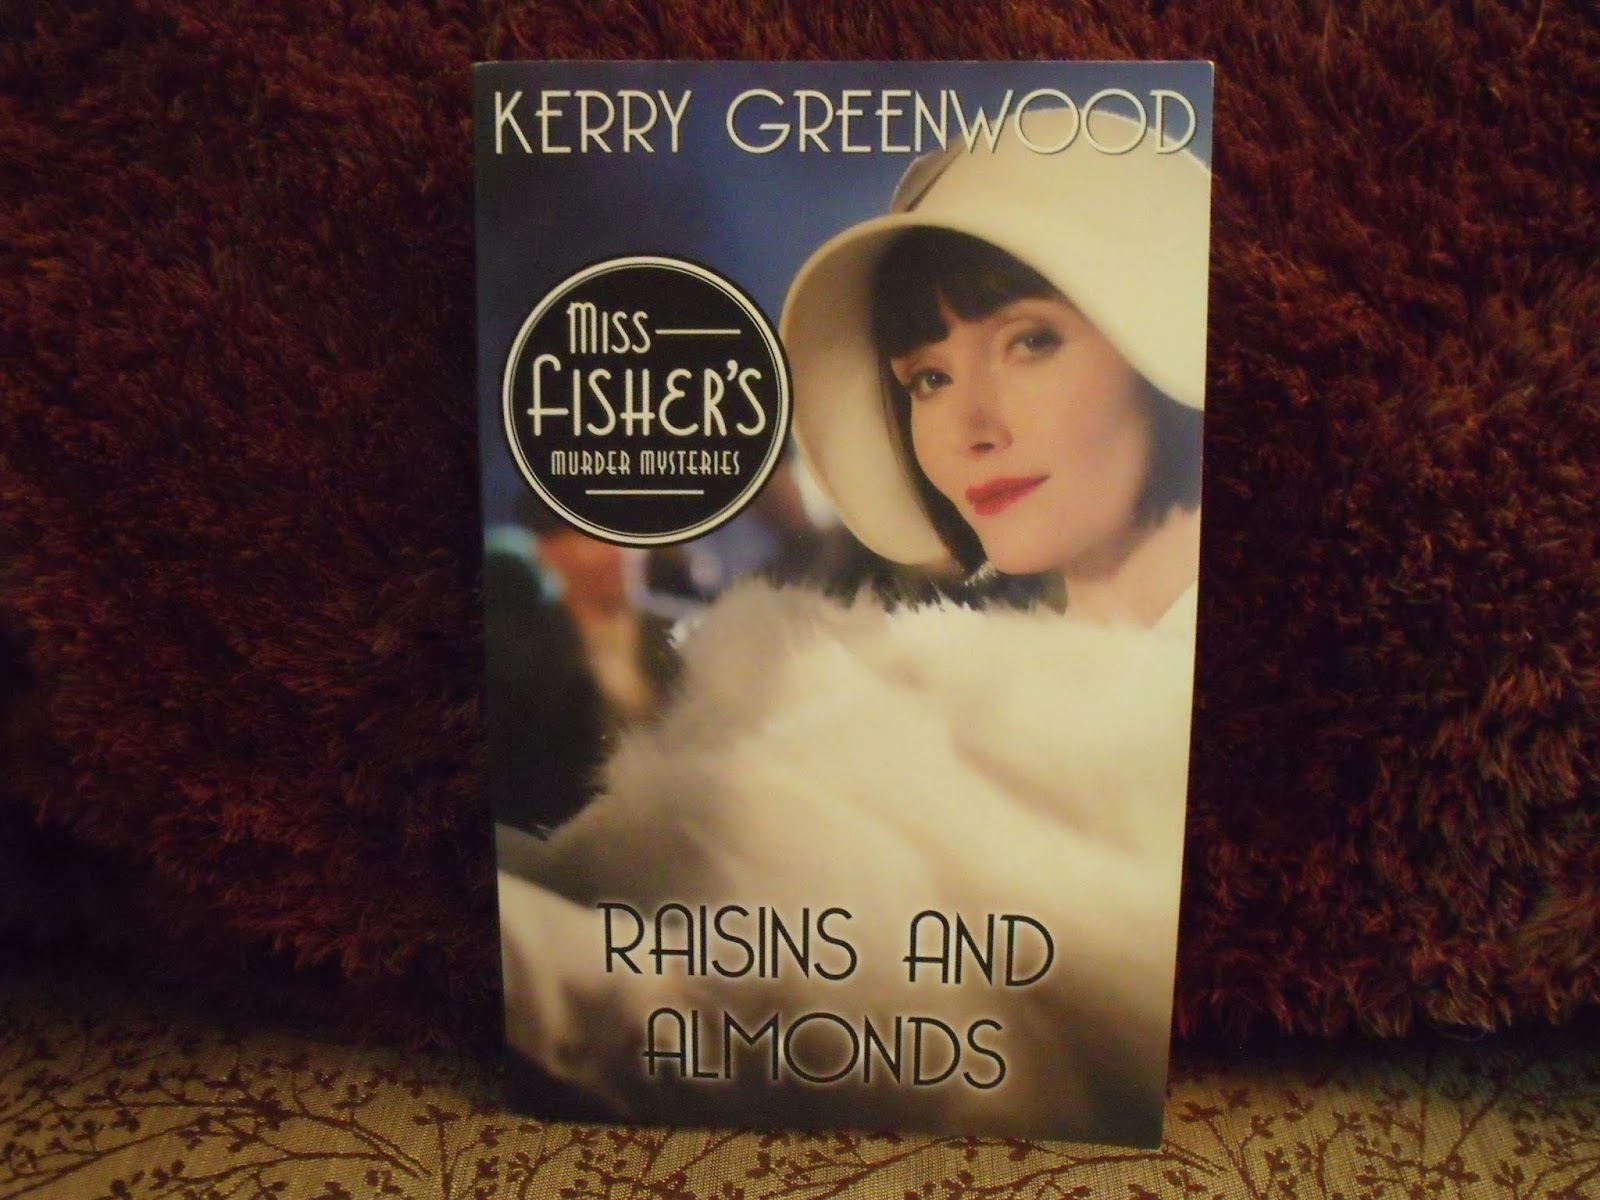 KERRY GREENWOOD
MISS
FISHER'S
MURDER MYSTERIES
RAISINS AND
ALMONDS